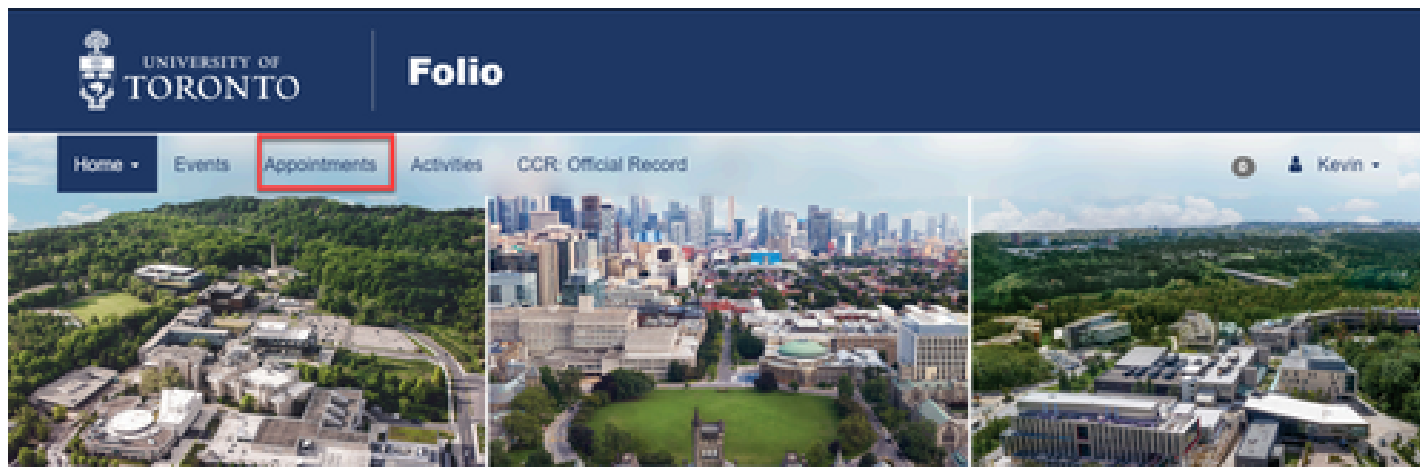 UNIVERSITY OF
TORONTO
Folio
Home
Events
Appointments
Activities
CCR: Official Record
Kevin